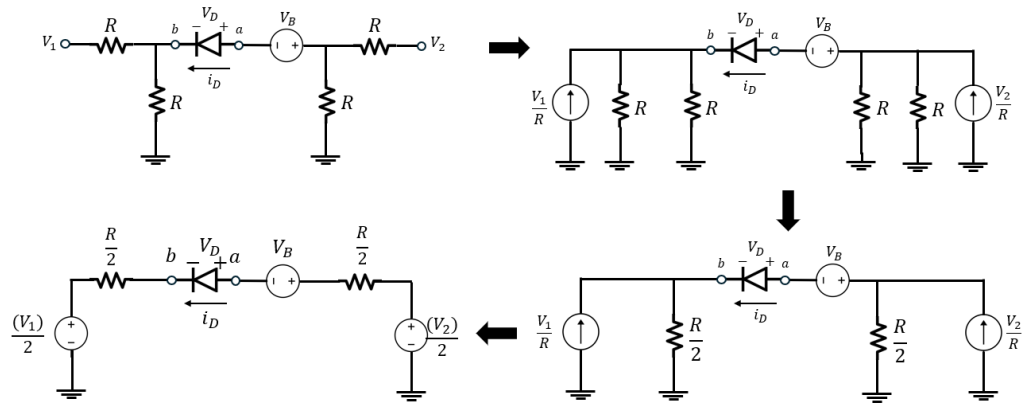 V_D
V_B
R
b - + a
- +
R
V_1
V_2
i_D
R
R
V_D
V_B
b - + a
- +
i_D
V_1/R
R
R
R
R
V_2/R
R/2
b - V_D + a
V_B
R/2
- +
i_D
(V_1)/2
+
-
+
-
(V_2)/2
V_D
V_B
b - + a
- +
i_D
V_1/R
R/2
R/2
V_2/R